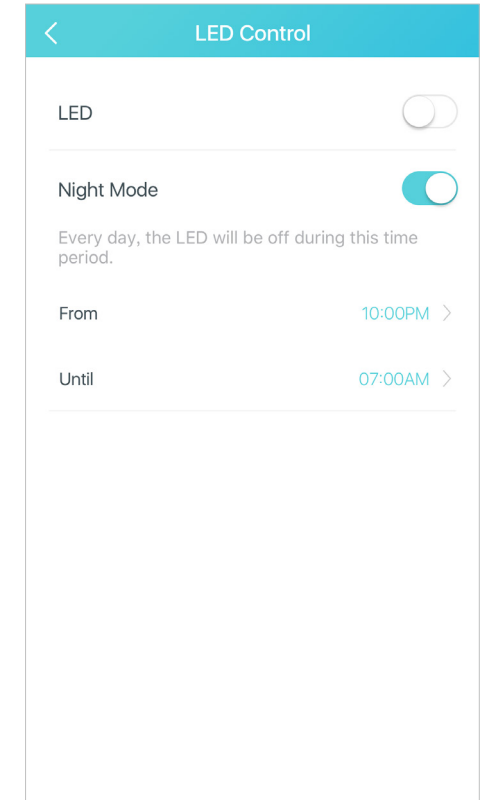 LED Control
LED
Night Mode
Every day, the LED will be off during this time
period.
From 10:00PM
Until 07:00AM